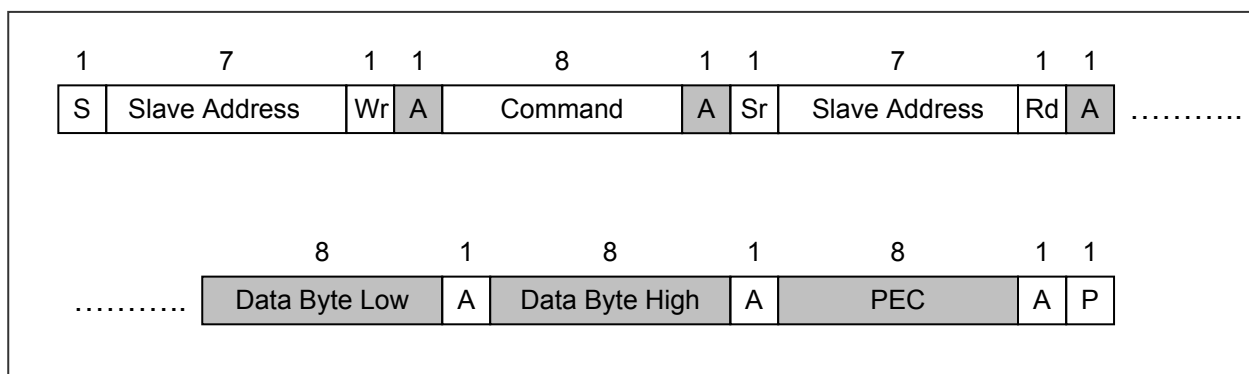 1 7 1 1 8 1 1 7 1 1
S Slave Address Wr A Command A Sr Slave Address Rd A ………..
8 1 8 1 8 1 1
……….. Data Byte Low A Data Byte High A PEC A P